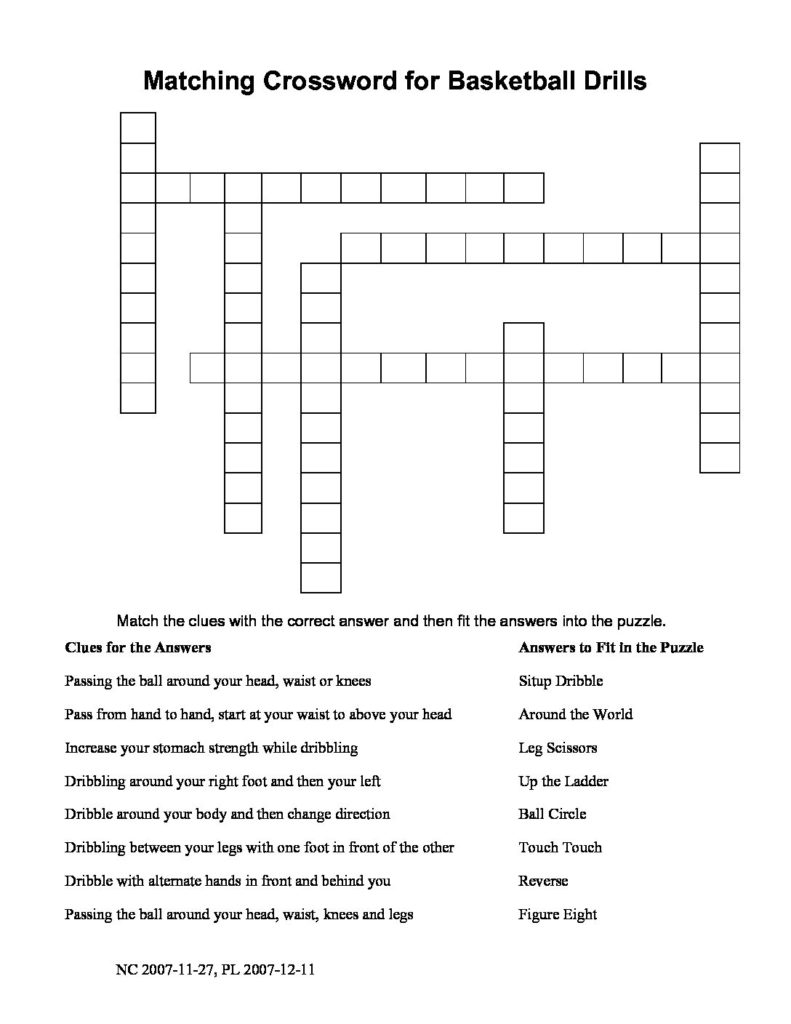 Matching Crossword for Basketball Drills
Match the clues with the correct answer and then fit the answers into the puzzle.
Clues for the Answers Answers to Fit in the Puzzle
Passing the ball around your head, waist or knees Situp Dribble
Pass from hand to hand, start at your waist to above your head Around the World
Increase your stomach strength while dribbling Leg Scissors
Dribbling around your right foot and then your left Up the Ladder
Dribble around your body and then change direction Ball Circle
Dribbling between your legs with one foot in front of the other Touch Touch
Dribble with alternate hands in front and behind you Reverse
Passing the ball around your head, waist, knees and legs Figure Eight
NC 2007-11-27, PL 2007-12-11